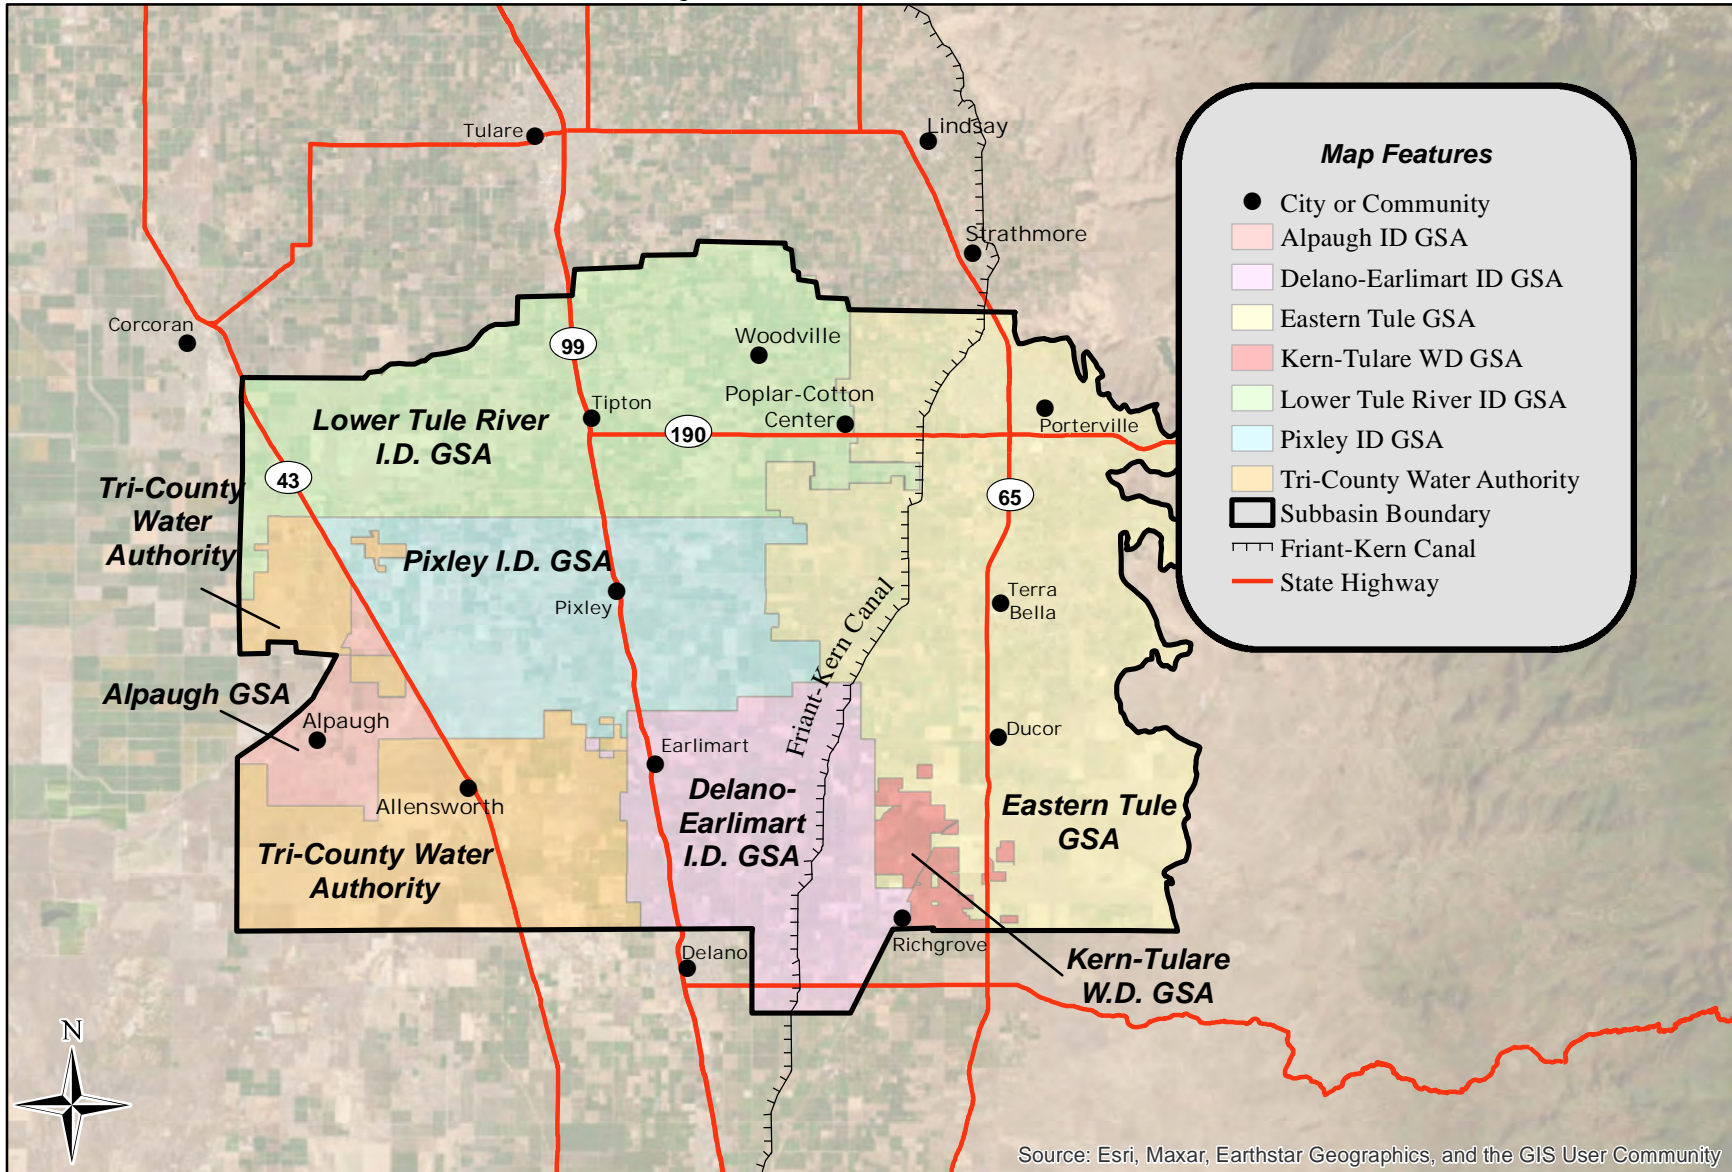 Tulare
Lindsay
Strathmore
Corcoran
99
Woodville
Tipton
Poplar-Cotton
Center
Porterville
190
Lower Tule River
I.D. GSA
43
65
Tri-County
Water
Authority
Pixley I.D. GSA
Pixley
Terra
Bella
Friant-Kern Canal
Alpaugh GSA
Alpaugh
Earlimart
Ducor
Allensworth
Delano-
Earlimart
I.D. GSA
Eastern Tule
GSA
Tri-County Water
Authority
Richgrove
Delano
Kern-Tulare
W.D. GSA
Map Features
City or Community
Alpaugh ID GSA
Delano-Earlimart ID GSA
Eastern Tule GSA
Kern-Tulare WD GSA
Lower Tule River ID GSA
Pixley ID GSA
Tri-County Water Authority
Subbasin Boundary
Friant-Kern Canal
State Highway
N
Source: Esri, Maxar, Earthstar Geographics, and the GIS User Community